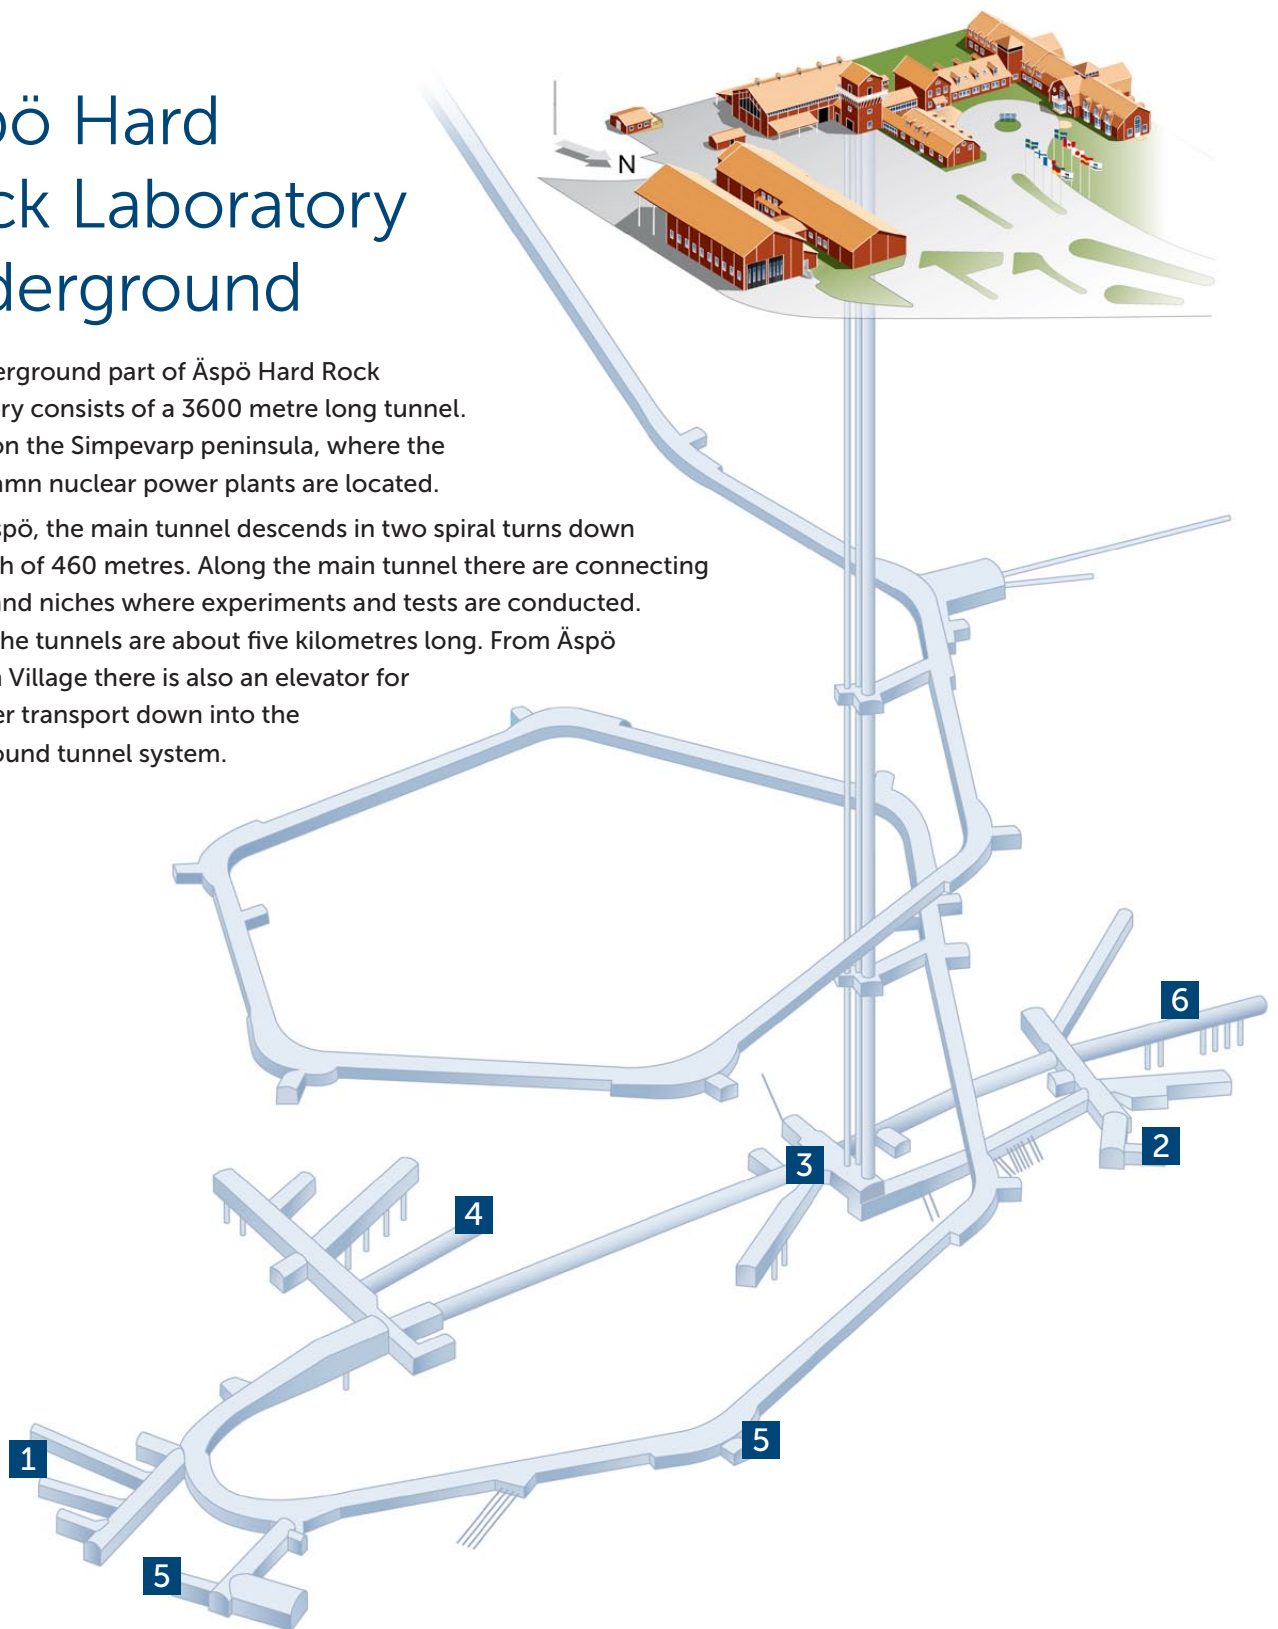 pö Hard
ck Laboratory
derground
erground part of Äspö Hard Rock
ry consists of a 3600 metre long tunnel.
on the Simpevarp peninsula, where the
amn nuclear power plants are located.
spö, the main tunnel descends in two spiral turns down
h of 460 metres. Along the main tunnel there are connecting
and niches where experiments and tests are conducted.
he tunnels are about five kilometres long. From Äspö
Village there is also an elevator for
er transport down into the
ound tunnel system.
N
6
2
3
4
5
1
5